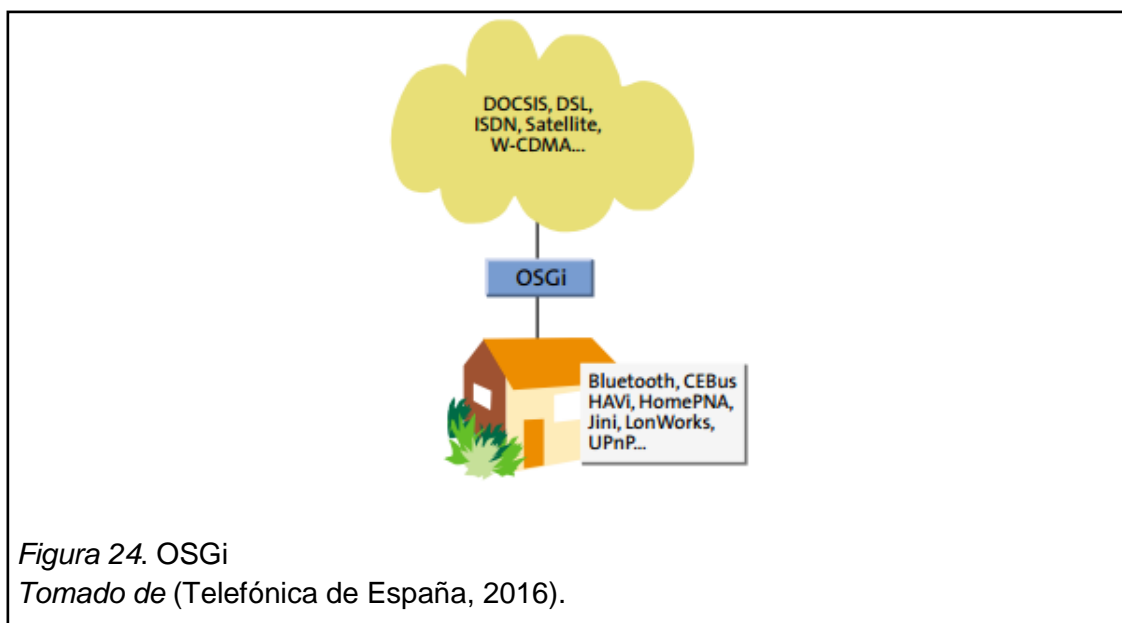 DOCSIS, DSL,
ISDN, Satellite,
W-CDMA...
OSGi
Bluetooth, CEBus
HAVi, HomePNA,
Jini, LonWorks,
UPnP...
Figura 24. OSGi
Tomado de (Telefónica de España, 2016).